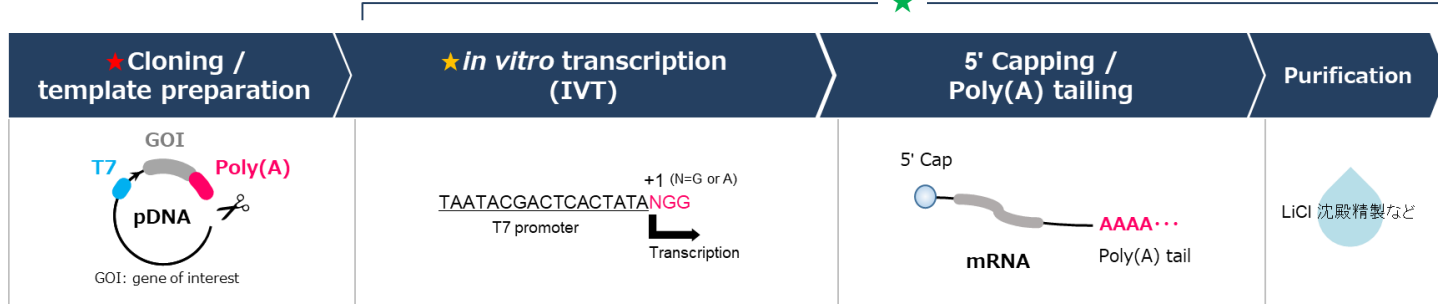 ★
★Cloning /
template preparation
★in vitro transcription
(IVT)
5' Capping /
Poly(A) tailing
Purification
GOI
T7
Poly(A)
pDNA
GOI: gene of interest
+1 (N=G or A)
TAATACGACTCACTATANGG
T7 promoter
Transcription
5' Cap
AAAA･･･
mRNA
Poly(A) tail
LiCl 沈殿精製など